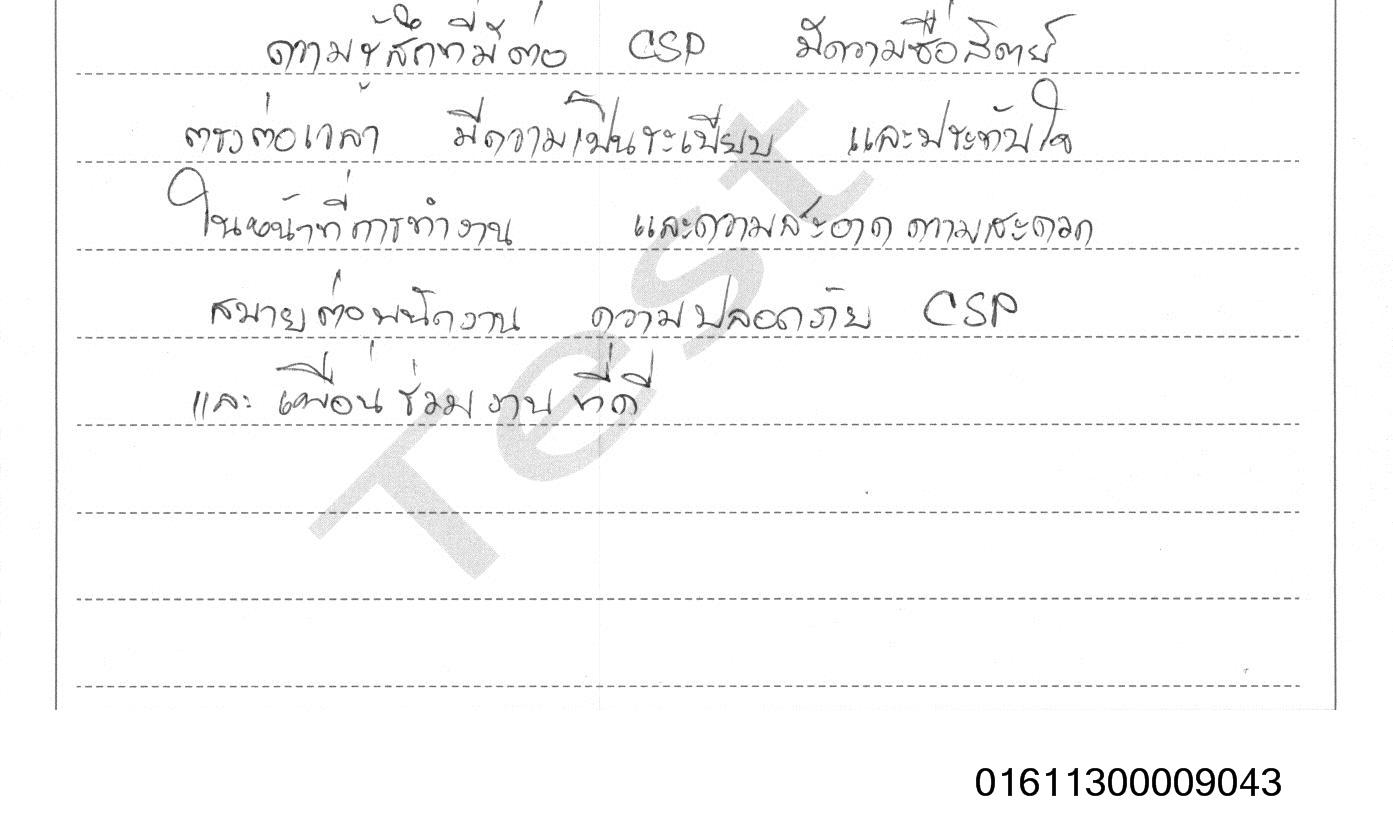 ความรู้สึกที่มีต่อ CSP มีความซื่อสัตย์
ตรงต่อเวลา มีความเป็นระเบียบ และประทับใจ
ในหน้าที่การทำงาน และความสะอาด ความสะดวก
สบายต่อพนักงาน ความปลอดภัย CSP
และ เพื่อนร่วมงานที่ดี
Test
01611300009043